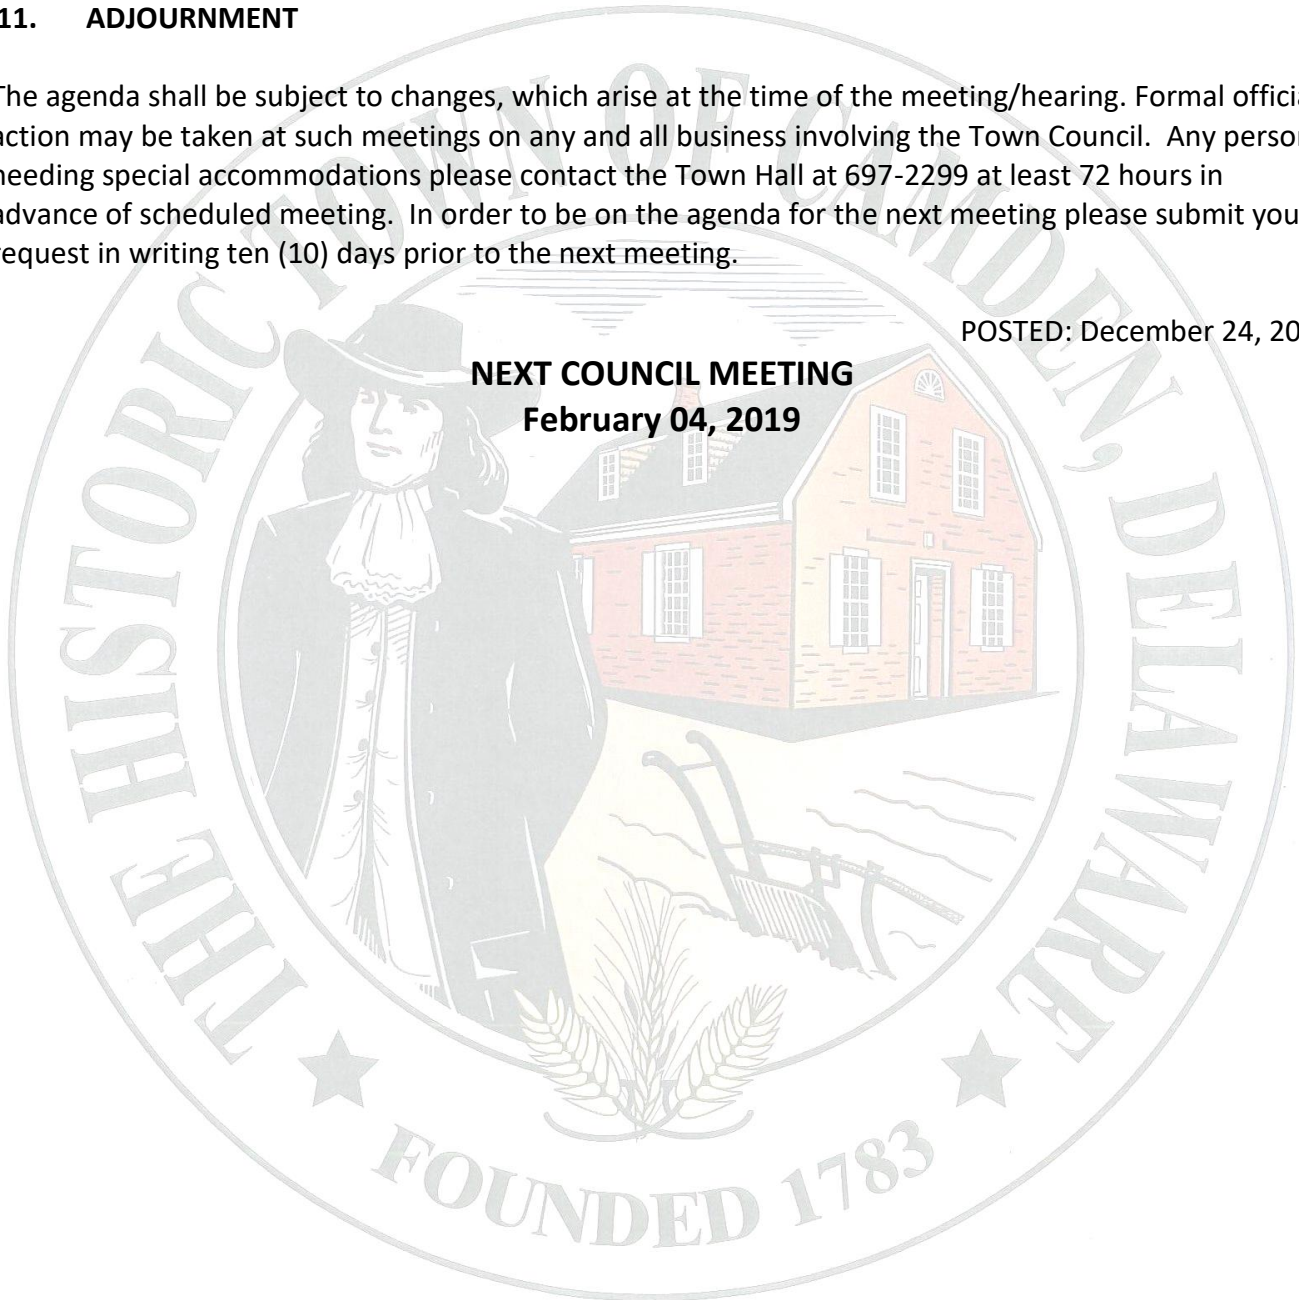 11. ADJOURNMENT
The agenda shall be subject to changes, which arise at the time of the meeting/hearing. Formal
action may be taken at such meetings on any and all business involving the Town Council. Any
needing special accommodations please contact the Town Hall at 697-2299 at least 72 hours in
advance of scheduled meeting. In order to be on the agenda for the next meeting please submit
request in writing ten (10) days prior to the next meeting.
POSTED: December 24,
NEXT COUNCIL MEETING
February 04, 2019
THE HISTORIC TOWN OF CAMDEN, DELAWARE
FOUNDED 1783